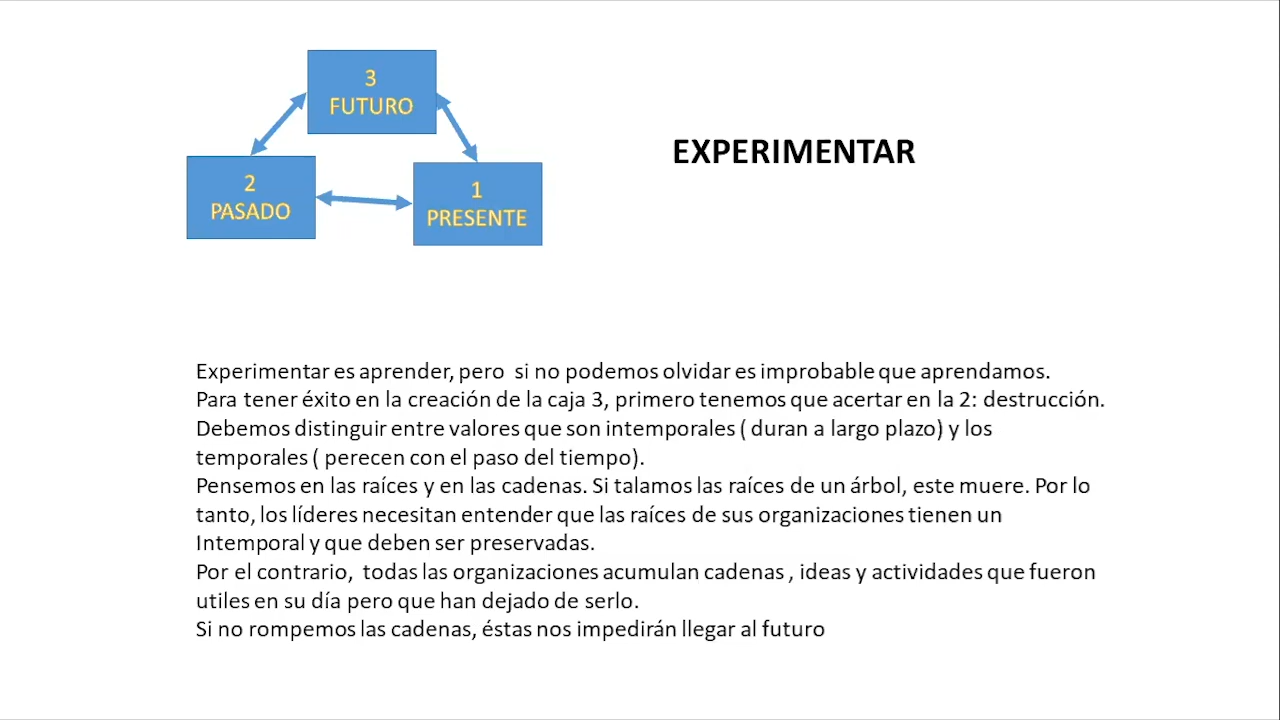 3
FUTURO
EXPERIMENTAR
2
PASADO
1
PRESENTE
Experimentar es aprender, pero  si no podemos olvidar es improbable que aprendamos.
Para tener éxito en la creación de la caja 3, primero tenemos que acertar en la 2: destrucción.
Debemos distinguir entre valores que son intemporales ( duran a largo plazo) y los
temporales ( perecen con el paso del tiempo).
Pensemos en las raíces y en las cadenas. Si talamos las raíces de un árbol, este muere. Por lo
tanto, los líderes necesitan entender que las raíces de sus organizaciones tienen un
Intemporal y que deben ser preservadas.
Por el contrario,  todas las organizaciones acumulan cadenas , ideas y actividades que fueron
utiles en su día pero que han dejado de serlo.
Si no rompemos las cadenas, éstas nos impedirán llegar al futuro